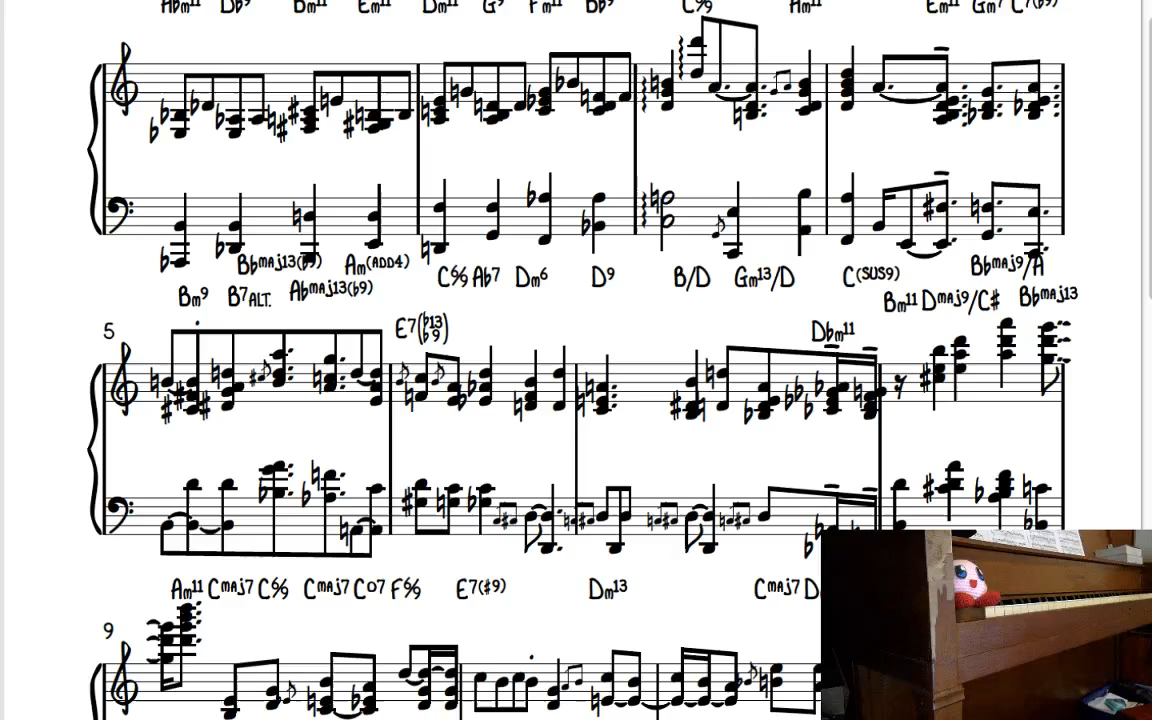 Abm11 Db9 Bm11 Em11 Dm11 G9 Fm11 Bb9 C%9 Am11 Em11 Gm7 C7(b9)
Bbmaj13(b9) Am(ADD4) C6/9 Ab7 Dm6 D9 B/D Gm13/D C(SUS9) Bbmaj9/A
Bm9 B7ALT. Abmaj13(b9) Bm11 Dmaj9/C# Bbmaj13
5 E7(b13 b9) Dbm11
Am11 Cmaj7 C6/9 Cmaj7 Co7 F6/9 E7(#9) Dm13 Cmaj7
9